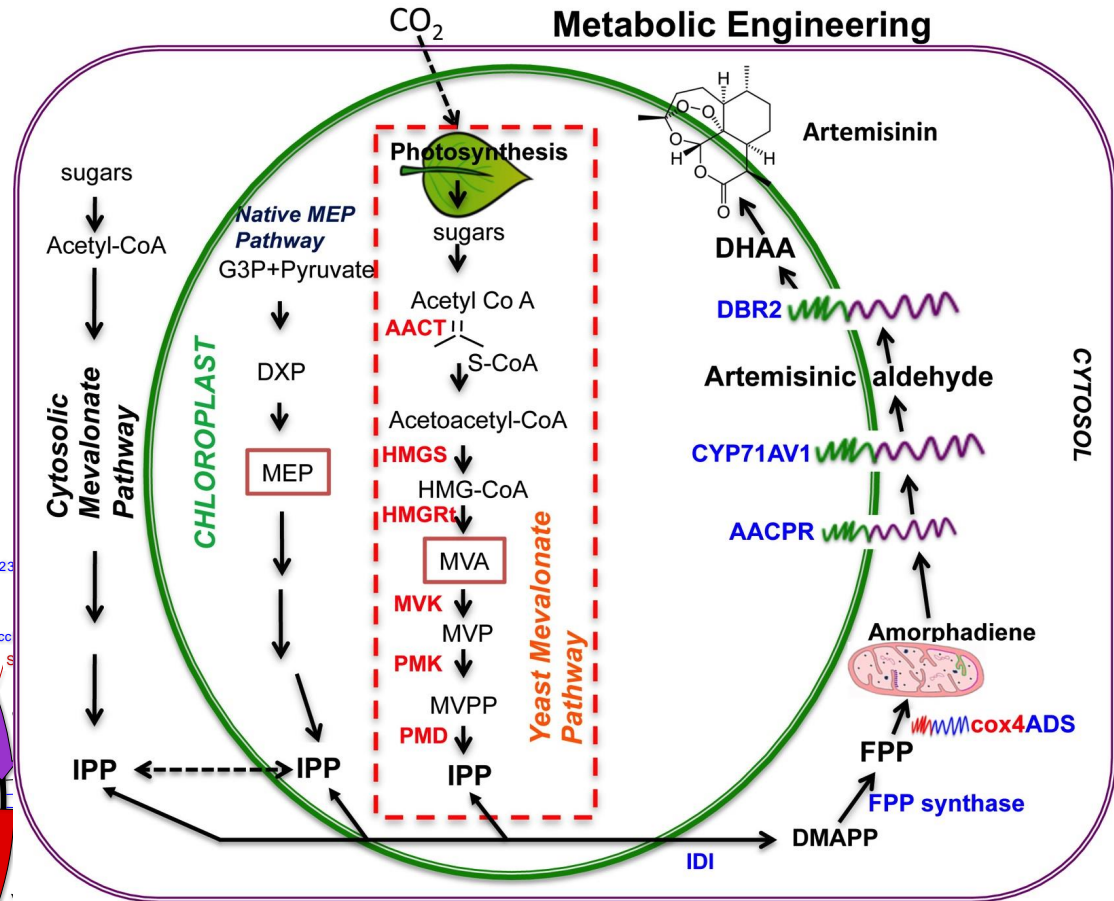 CO2
Metabolic Engineering
Photosynthesis
Artemisinin
H
O
O
O
H
H
O
O
sugars
Acetyl-CoA
Cytosolic
Mevalonate
Pathway
IPP
CHLOROPLAST
Native MEP
Pathway
G3P+Pyruvate
DXP
MEP
IPP
sugars
Acetyl Co A
AACT
S-CoA
Acetoacetyl-CoA
HMGS
HMG-CoA
HMGRt
MVA
MVK
MVP
PMK
MVPP
PMD
IPP
Yeast Mevalonate
Pathway
DHAA
DBR2
Artemisinic aldehyde
CYP71AV1
AACPR
Amorphadiene
cox4ADS
FPP
FPP synthase
DMAPP
IDI
CYTOSOL
23
cc
S